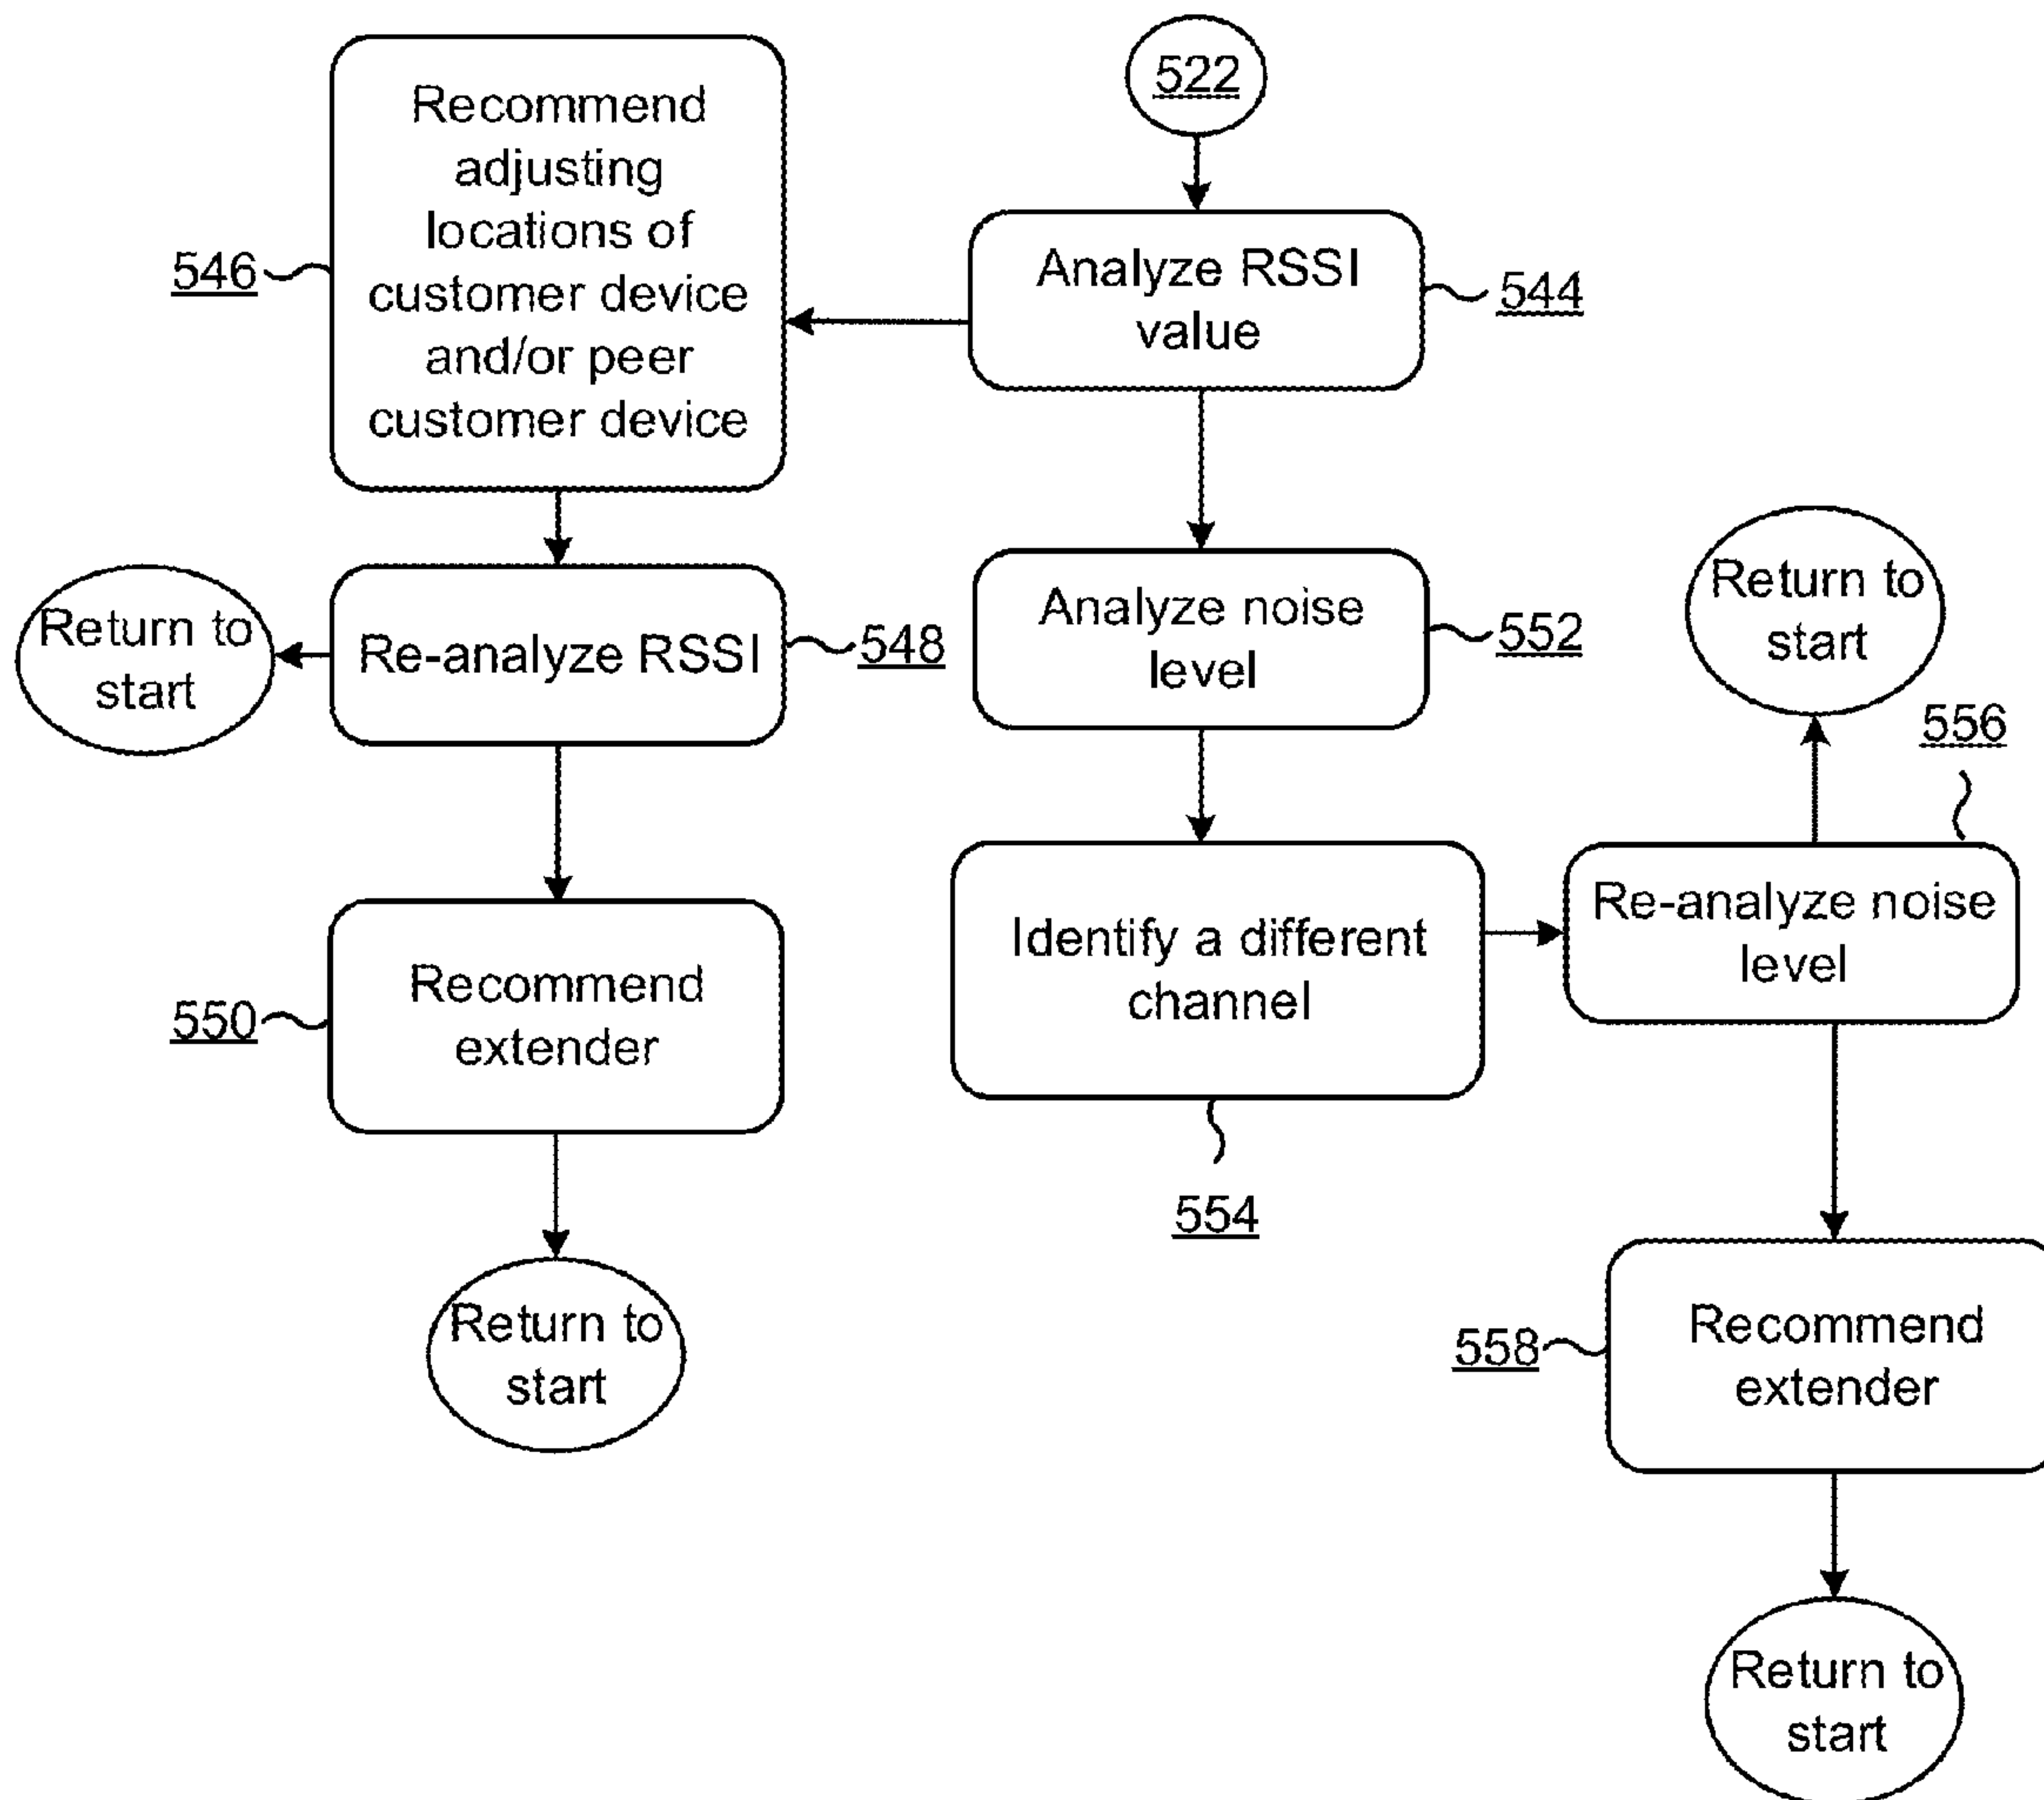 522
Recommend
adjusting
locations of
customer device
and/or peer
customer device
546
Analyze RSSI
value
544
Return to
start
Re-analyze RSSI
548
Analyze noise
level
552
Return to
start
556
Recommend
extender
550
Identify a different
channel
554
Re-analyze noise
level
Return to
start
558
Recommend
extender
Return to
start